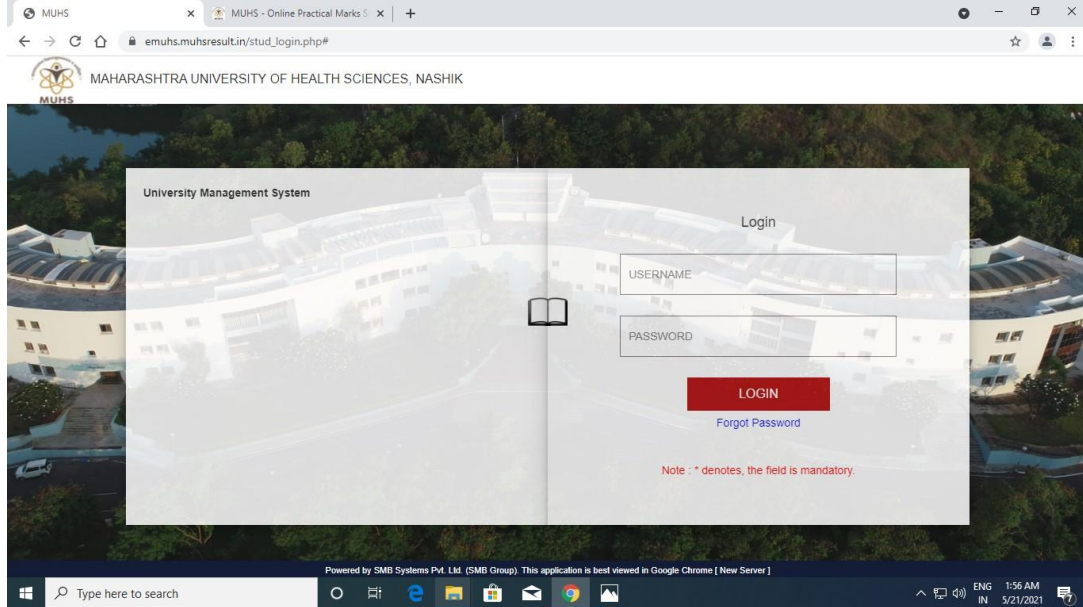 MUHS
MUHS - Online Practical Marks S
emuhs.muhsresult.in/stud_login.php#
MUHS
MAHARASHTRA UNIVERSITY OF HEALTH SCIENCES, NASHIK
University Management System
Login
USERNAME
PASSWORD
LOGIN
Forgot Password
Note : * denotes, the field is mandatory.
Powered by SMB Systems Pvt. Ltd. (SMB Group). This application is best viewed in Google Chrome [ New Server ]
Type here to search
ENG
IN
1:56 AM
5/21/2021
7